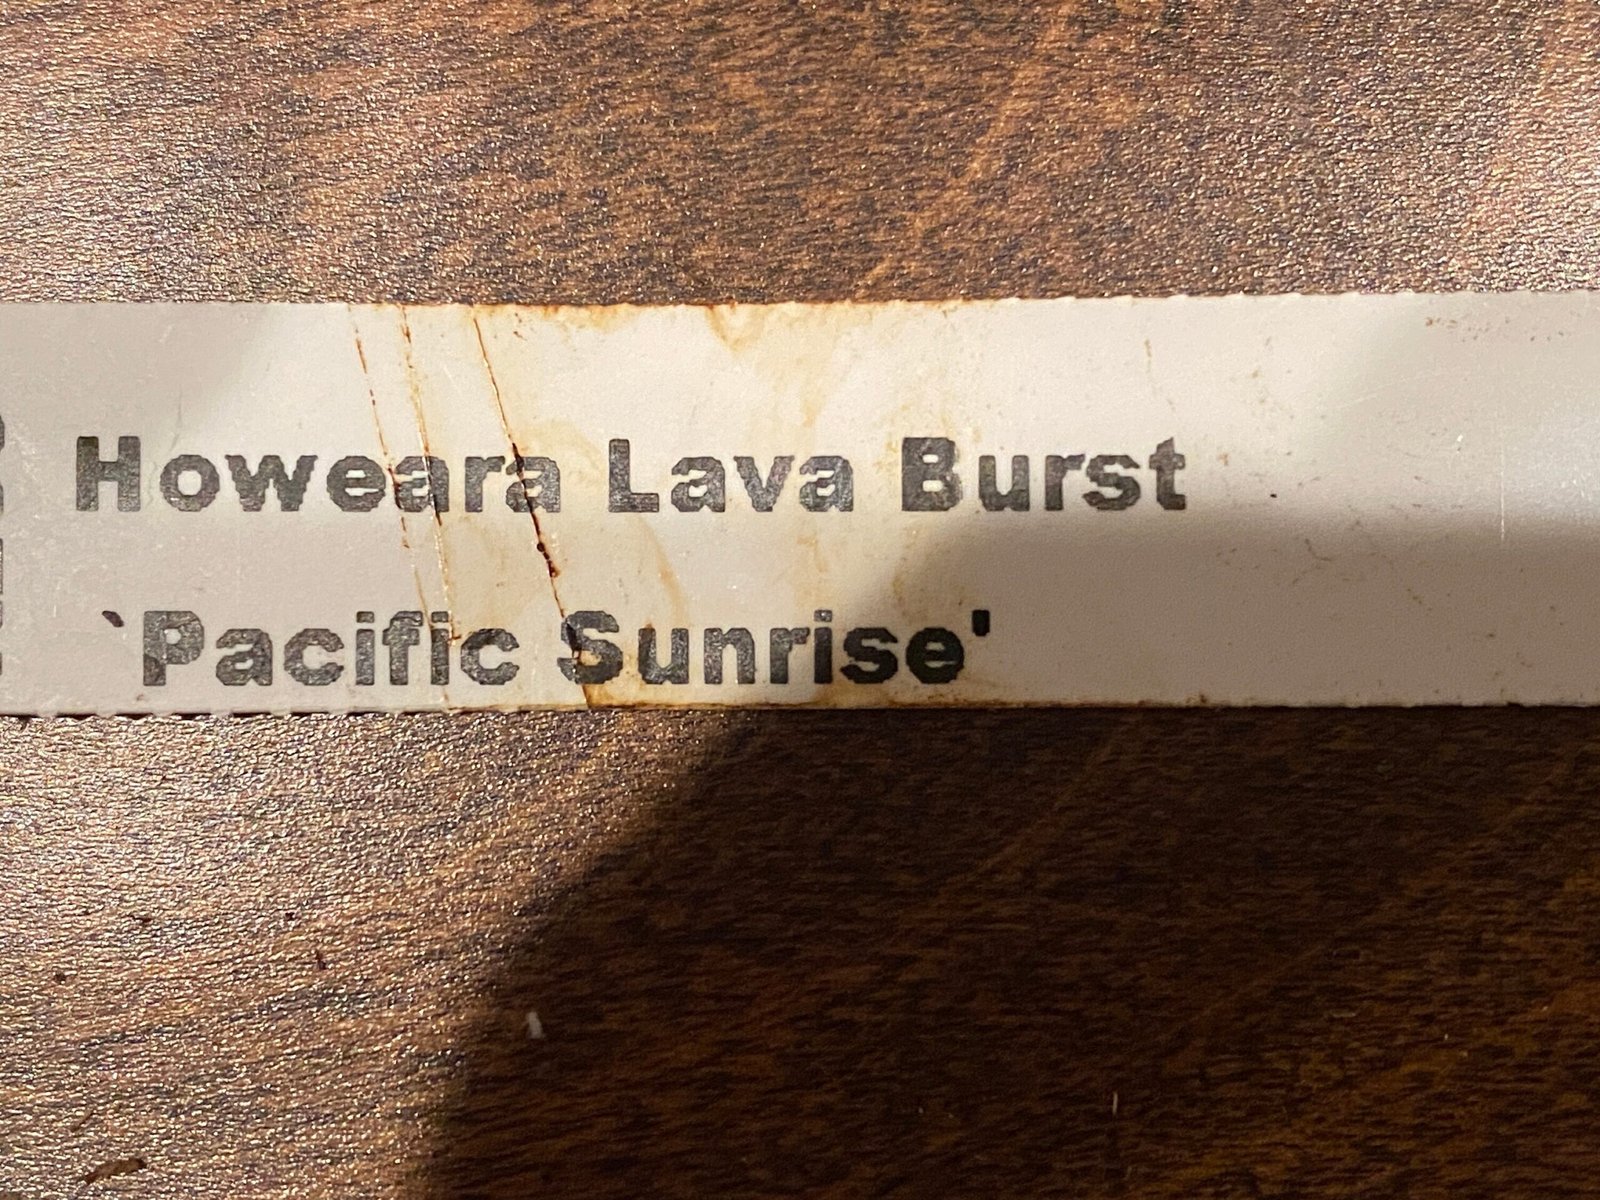 Howeara Lava Burst
`Pacific Sunrise'